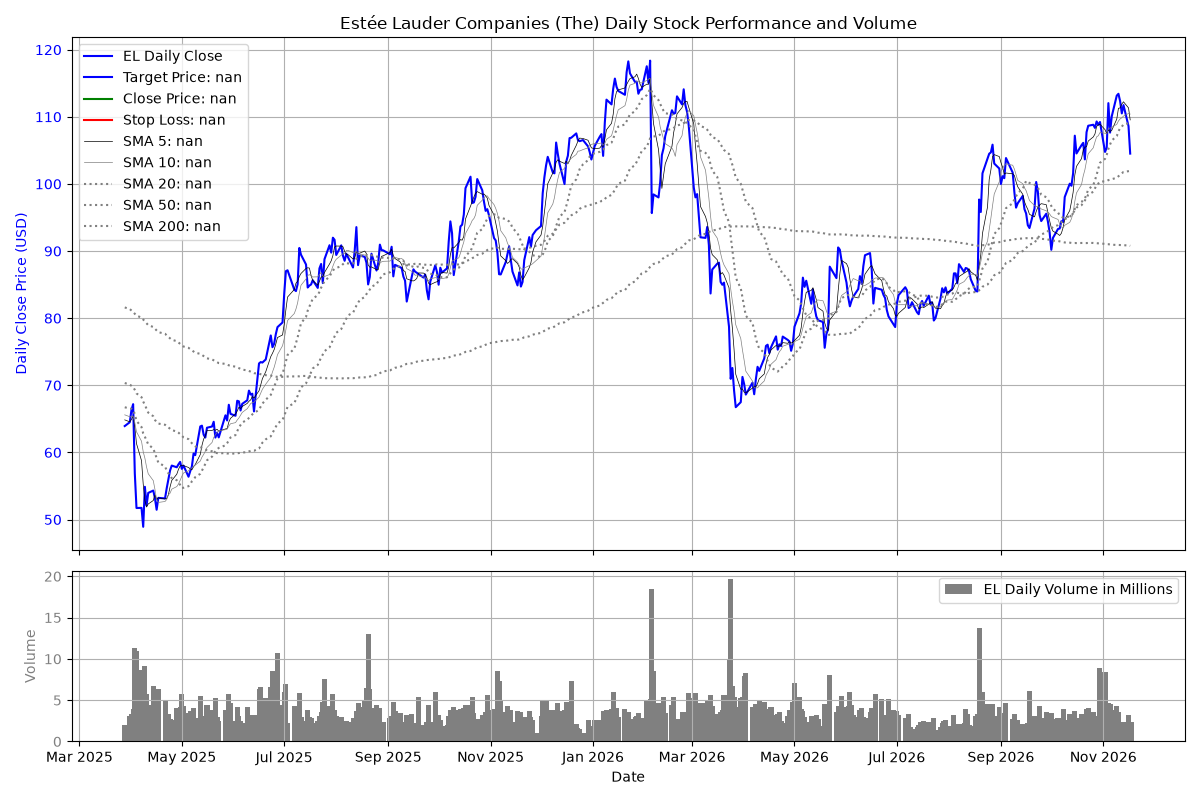 Estée Lauder Companies (The) Daily Stock Performance and Volume
Daily Close Price (USD)
120
110
100
90
80
70
60
50
EL Daily Close
Target Price: nan
Close Price: nan
Stop Loss: nan
SMA 5: nan
SMA 10: nan
SMA 20: nan
SMA 50: nan
SMA 200: nan
Volume
20
15
10
5
0
EL Daily Volume in Millions
Mar 2025
May 2025
Jul 2025
Sep 2025
Nov 2025
Jan 2026
Mar 2026
May 2026
Jul 2026
Sep 2026
Nov 2026
Date